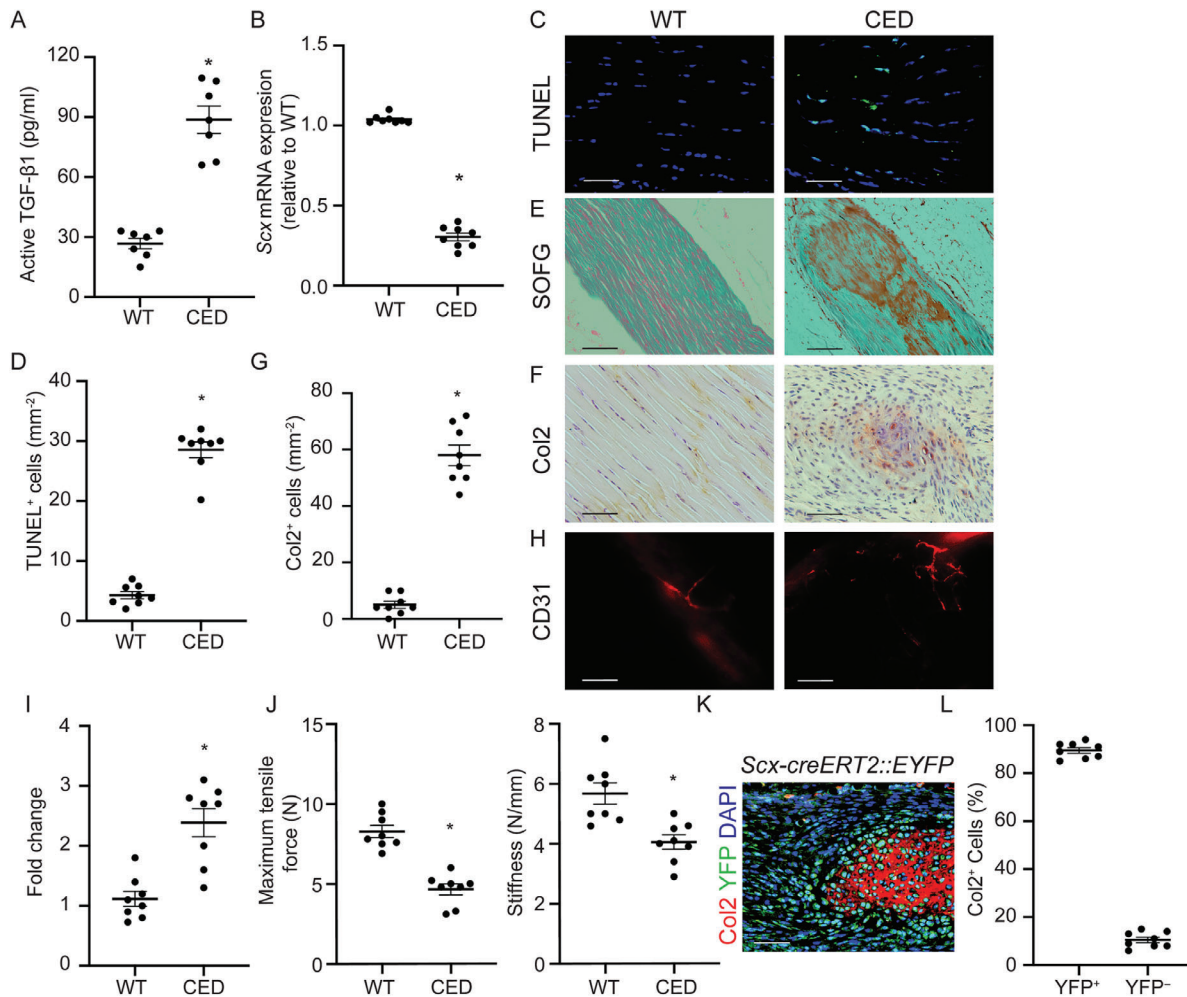 A
Active TGF-β1 (pg/ml)
120
90
60
30
0
*
WT
CED
B
Scx mRNA expresion
(relative to WT)
1.5
1.0
0.5
0.0
*
WT
CED
C
WT
CED
TUNEL
E
SOFG
F
Col2
H
CD31
D
TUNEL⁺ cells (mm⁻²)
40
30
20
10
0
*
WT
CED
G
Col2⁺ cells (mm⁻²)
80
60
40
20
0
*
WT
CED
I
Fold change
4
3
2
1
0
*
WT
CED
J
Maximum tensile
force (N)
15
10
5
0
*
WT
CED
Stiffness (N/mm)
8
6
4
2
0
*
WT
CED
K
Scx-creERT2::EYFP
Col2 YFP DAPI
L
Col2⁺ Cells (%)
100
80
60
40
20
0
YFP⁺
YFP⁻